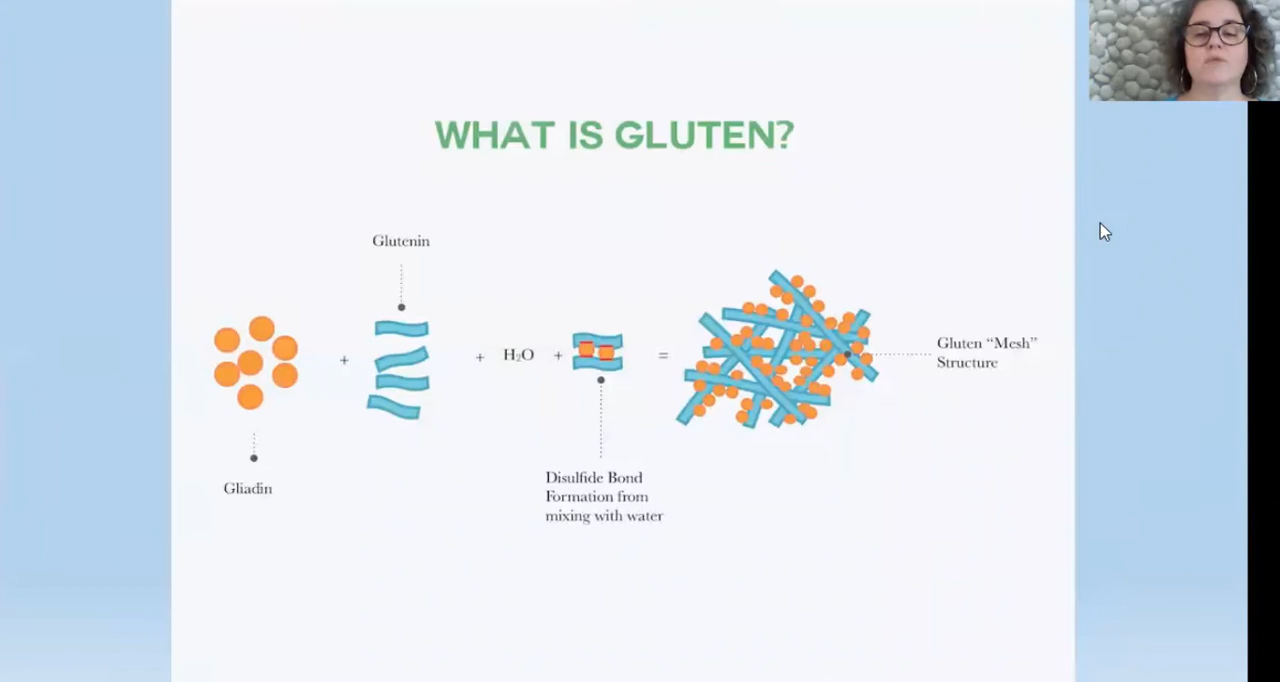 WHAT IS GLUTEN?
Glutenin
+
+
H₂O
+
=
Gluten “Mesh”
Structure
Gliadin
Disulfide Bond
Formation from
mixing with water